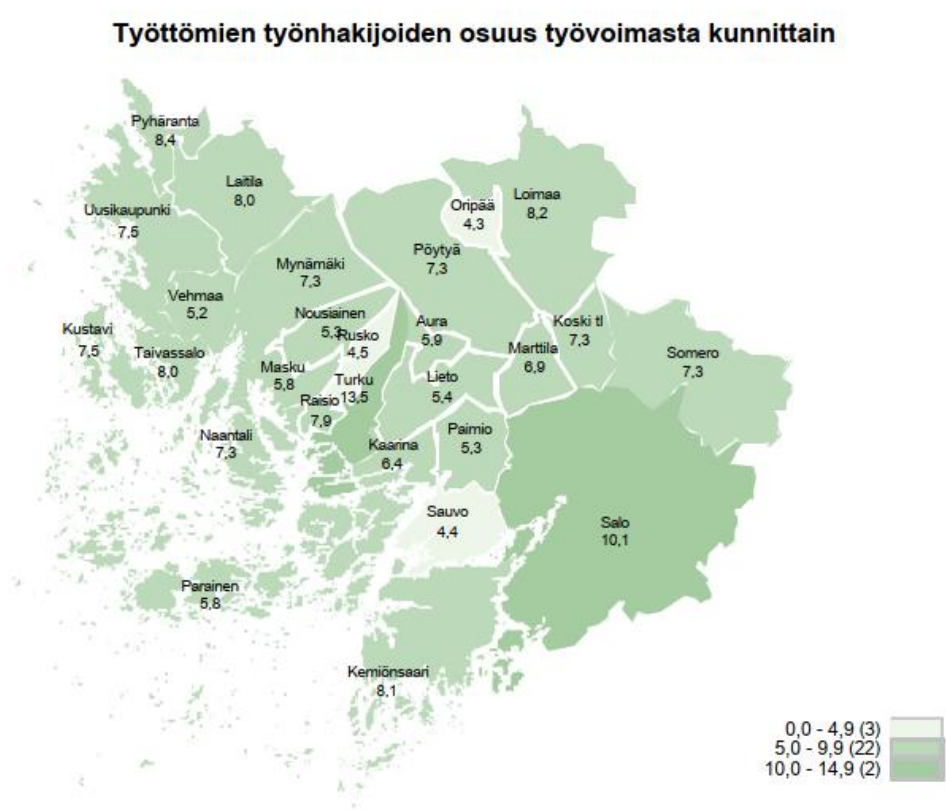 Työttömien työnhakijoiden osuus työvoimasta kunnittain
Pyhäranta
8,4
Laitila
8,0
Uusikaupunki
7,5
Oripää
4,3
Loimaa
8,2
Pöytyä
7,3
Mynämäki
7,3
Vehmaa
5,2
Nousiainen
5,3
Rusko
4,5
Aura
5,9
Koski tl
7,3
Kustavi
7,5
Taivassalo
8,0
Marttila
6,9
Somero
7,3
Masku
5,8
Turku
13,5
Lieto
5,4
Raisio
7,9
Naantali
7,3
Kaarina
6,4
Paimio
5,3
Sauvo
4,4
Salo
10,1
Parainen
5,8
Kemiönsaari
8,1
0,0 - 4,9 (3)
5,0 - 9,9 (22)
10,0 - 14,9 (2)